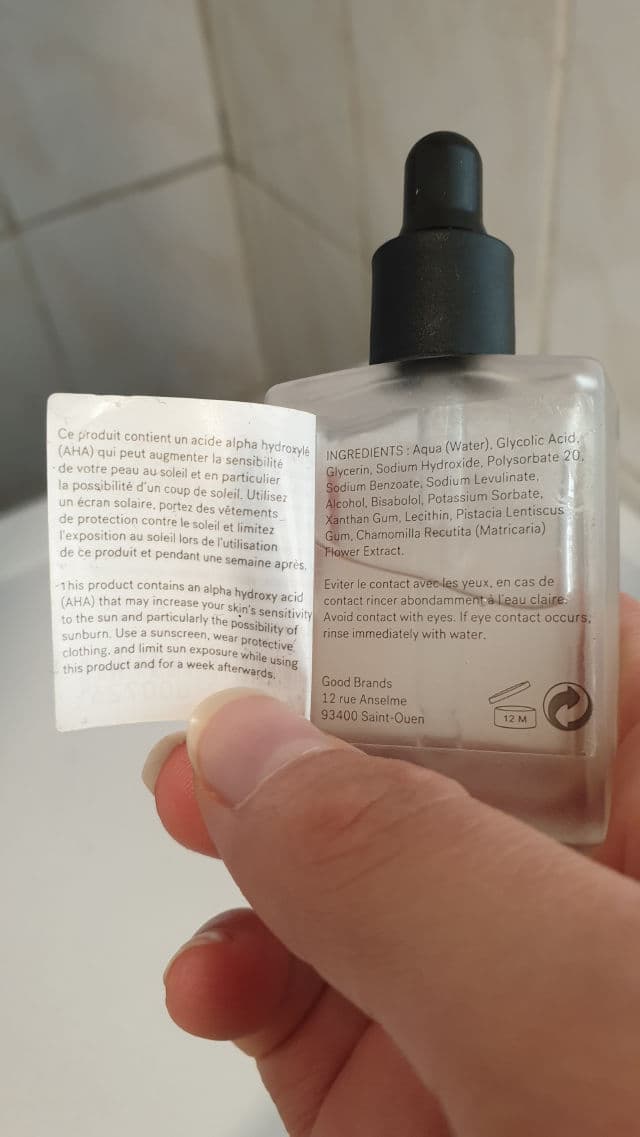 Ce produit contient un acide alpha hydroxylé
(AHA) qui peut augmenter la sensibilité
de votre peau au soleil et en particulier
la possibilité d'un coup de soleil. Utilisez
un écran solaire, portez des vêtements
de protection contre le soleil et limitez
l'exposition au soleil lors de l'utilisation
de ce produit et pendant une semaine après.
This product contains an alpha hydroxy acid
(AHA) that may increase your skin's sensitivity
to the sun and particularly the possibility of
sunburn. Use a sunscreen, wear protective
clothing, and limit sun exposure while using
this product and for a week afterwards.
INGREDIENTS : Aqua (Water), Glycolic Acid,
Glycerin, Sodium Hydroxide, Polysorbate 20,
Sodium Benzoate, Sodium Levulinate,
Alcohol, Bisabolol, Potassium Sorbate,
Xanthan Gum, Lecithin, Pistacia Lentiscus
Gum, Chamomilla Recutita (Matricaria)
Flower Extract.
Eviter le contact avec les yeux, en cas de
contact rincer abondamment à l'eau claire.
Avoid contact with eyes. If eye contact occurs,
rinse immediately with water.
Good Brands
12 rue Anselme
93400 Saint-Ouen
12 M